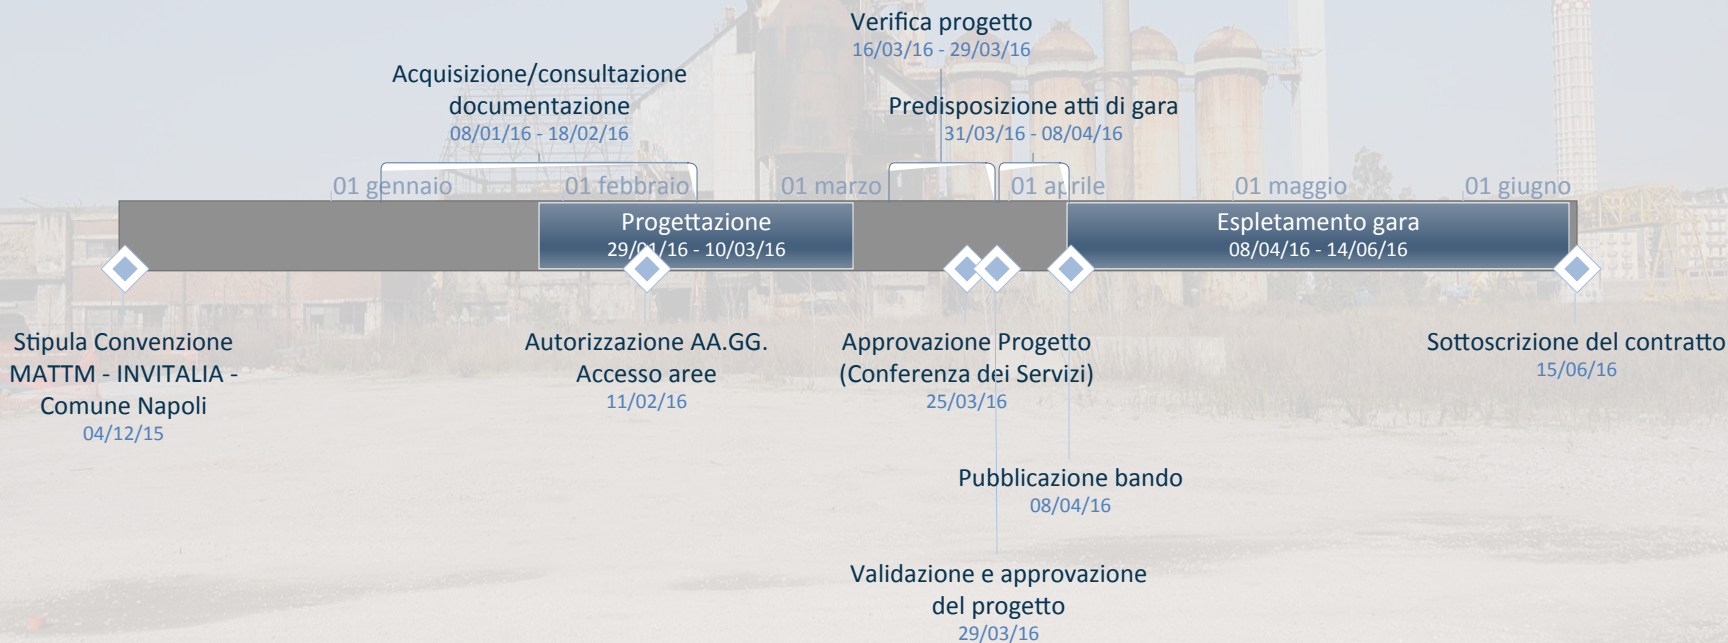 Verifica progetto
16/03/16 - 29/03/16
Acquisizione/consultazione
documentazione
08/01/16 - 18/02/16
Predisposizione atti di gara
31/03/16 - 08/04/16
01 gennaio
01 febbraio
01 marzo
01 aprile
01 maggio
01 giugno
Progettazione
29/01/16 - 10/03/16
Espletamento gara
08/04/16 - 14/06/16
Stipula Convenzione
MATTM - INVITALIA -
Comune Napoli
04/12/15
Autorizzazione AA.GG.
Accesso aree
11/02/16
Approvazione Progetto
(Conferenza dei Servizi)
25/03/16
Sottoscrizione del contratto
15/06/16
Pubblicazione bando
08/04/16
Validazione e approvazione
del progetto
29/03/16